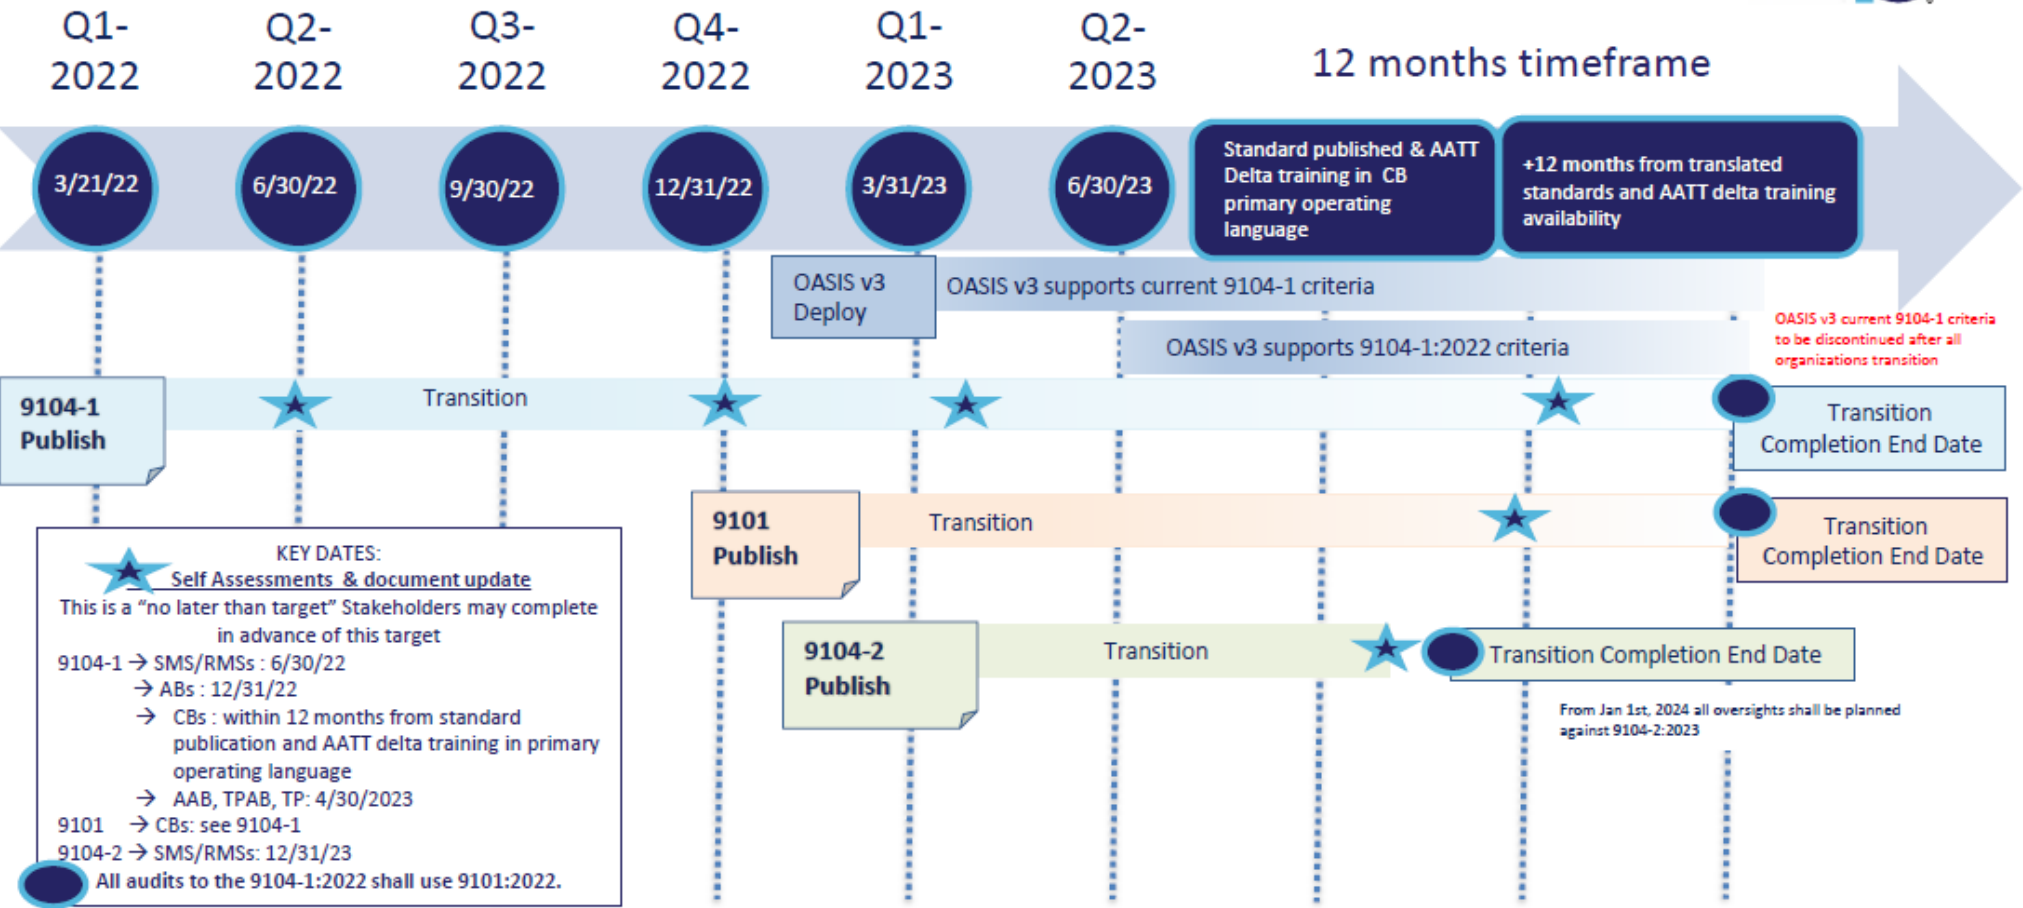 Q1-
2022
Q2-
2022
Q3-
2022
Q4-
2022
Q1-
2023
Q2-
2023
12 months timeframe
3/21/22
6/30/22
9/30/22
12/31/22
3/31/23
6/30/23
Standard published & AATT
Delta training in CB
primary operating
language
+12 months from translated
standards and AATT delta training
availability
OASIS v3
Deploy
OASIS v3 supports current 9104-1 criteria
OASIS v3 supports 9104-1:2022 criteria
OASIS v3 current 9104-1 criteria
to be discontinued after all
organizations transition
9104-1
Publish
Transition
Transition
Completion End Date
9101
Publish
Transition
Transition
Completion End Date
9104-2
Publish
Transition
Transition Completion End Date
From Jan 1st, 2024 all oversights shall be planned
against 9104-2:2023
KEY DATES:
Self Assessments & document update
This is a “no later than target” Stakeholders may complete
in advance of this target
9104-1 → SMS/RMSs : 6/30/22
→ ABs : 12/31/22
→ CBs : within 12 months from standard
publication and AATT delta training in primary
operating language
→ AAB, TPAB, TP: 4/30/2023
9101 → CBs: see 9104-1
9104-2 → SMS/RMSs: 12/31/23
All audits to the 9104-1:2022 shall use 9101:2022.